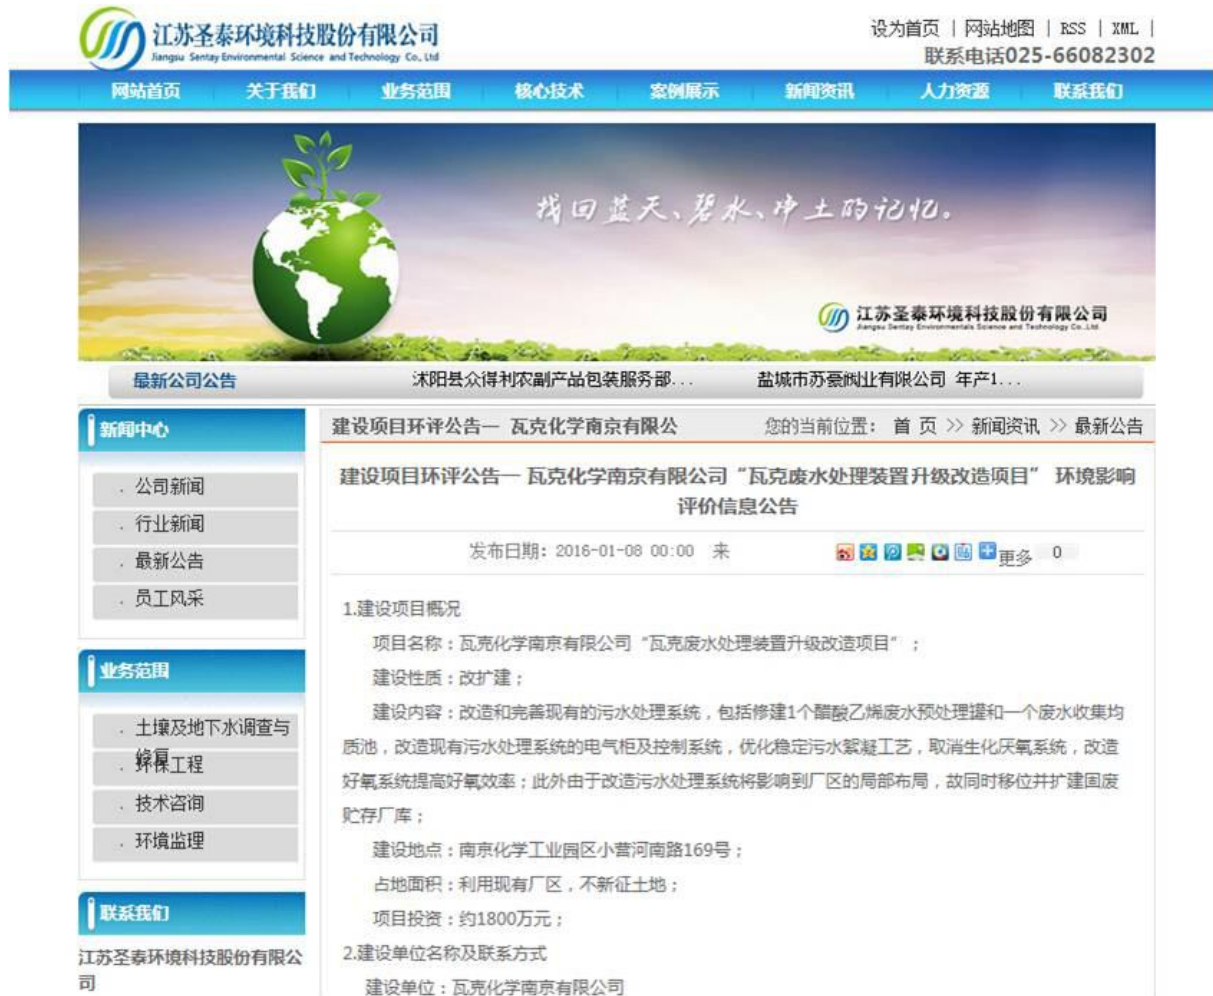 江苏圣泰环境科技股份有限公司
Jiangsu Sentay Environmental Science and Technology Co., Ltd
设为首页 | 网站地图 | RSS | XML |
联系电话025-66082302
网站首页 关于我们 业务范围 核心技术 案例展示 新闻资讯 人力资源 联系我们
找回蓝天、碧水、净土的记忆。
江苏圣泰环境科技股份有限公司
Jiangsu Sentay Environmentals Science and Technology Co.,Ltd
最新公司公告 沭阳县众得利农副产品包装服务部... 盐城市苏豪阀业有限公司 年产1...
新闻中心
. 公司新闻
. 行业新闻
. 最新公告
. 员工风采
业务范围
. 土壤及地下水调查与
修复
. 环保工程
. 技术咨询
. 环境监理
联系我们
江苏圣泰环境科技股份有限公
司
建设项目环评公告— 瓦克化学南京有限公 您的当前位置： 首 页 >> 新闻资讯 >> 最新公告
建设项目环评公告— 瓦克化学南京有限公司“瓦克废水处理装置升级改造项目” 环境影响
评价信息公告
发布日期：2016-01-08 00:00 来 更多 0
1.建设项目概况
项目名称：瓦克化学南京有限公司“瓦克废水处理装置升级改造项目”；
建设性质：改扩建；
建设内容：改造和完善现有的污水处理系统，包括修建1个醋酸乙烯废水预处理罐和一个废水收集均
质池，改造现有污水处理系统的电气柜及控制系统，优化稳定污水絮凝工艺，取消生化厌氧系统，改造
好氧系统提高好氧效率；此外由于改造污水处理系统将影响到厂区的局部布局，故同时移位并扩建固废
贮存厂库；
建设地点：南京化学工业园区小营河南路169号；
占地面积：利用现有厂区，不新征土地；
项目投资：约1800万元；
2.建设单位名称及联系方式
建设单位：瓦克化学南京有限公司